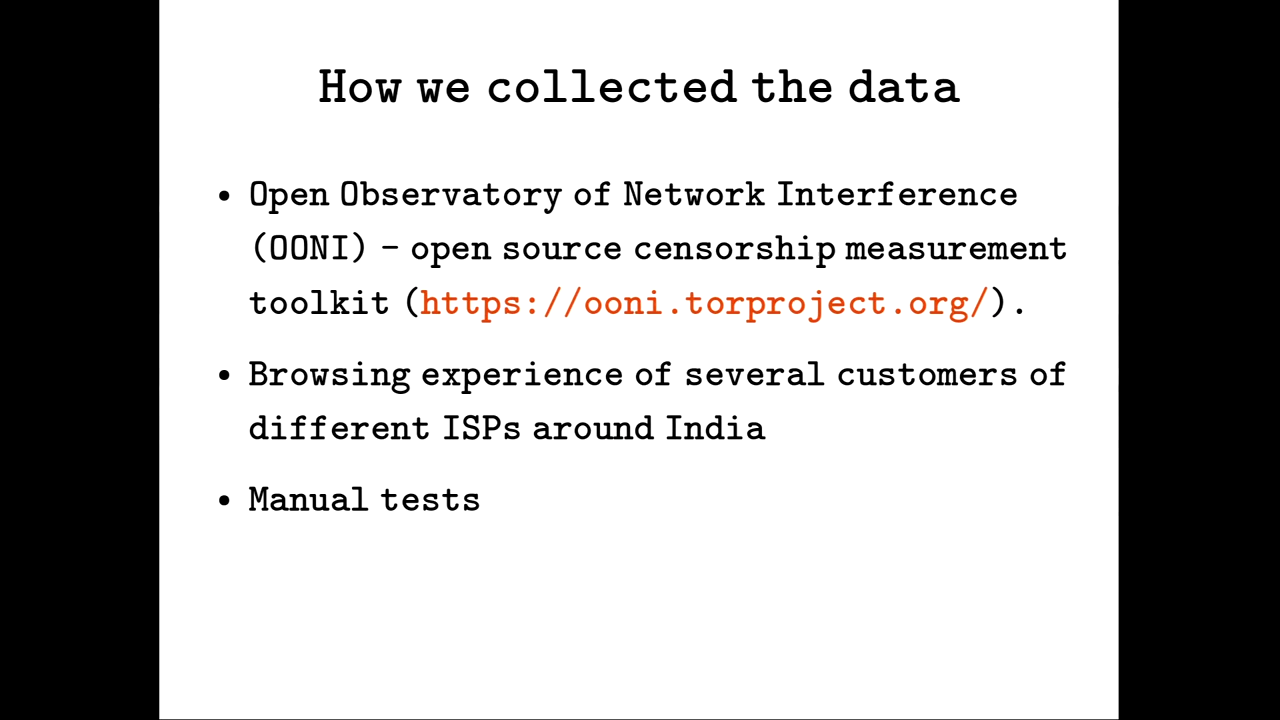 How we collected the data
• Open Observatory of Network Interference
(OONI) – open source censorship measurement
toolkit (https://ooni.torproject.org/).
• Browsing experience of several customers of
different ISPs around India
• Manual tests